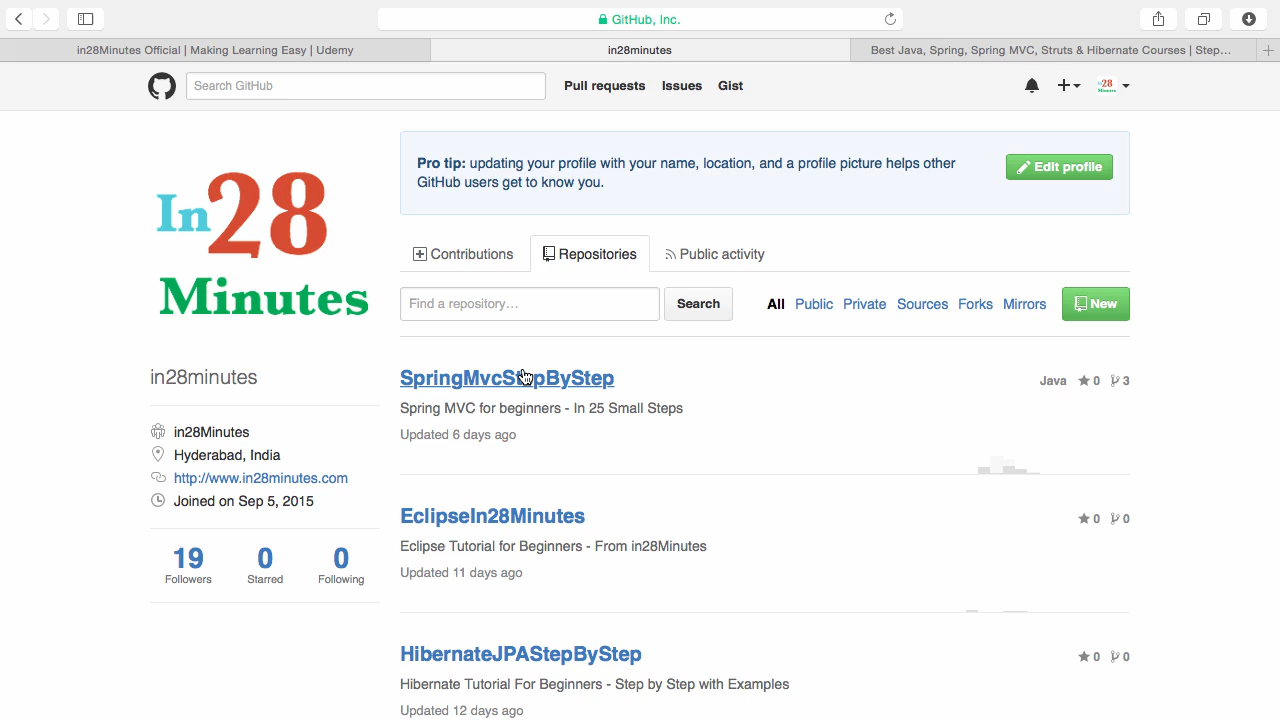 GitHub, Inc.
in28Minutes Official | Making Learning Easy | Udemy
in28minutes
Best Java, Spring, Spring MVC, Struts & Hibernate Courses | Step...
Search GitHub
Pull requests
Issues
Gist
In28 Minutes
Pro tip: updating your profile with your name, location, and a profile picture helps other
GitHub users get to know you.
Edit profile
In28
Minutes
Contributions
Repositories
Public activity
Find a repository...
Search
All Public Private Sources Forks Mirrors
New
in28minutes
in28Minutes
Hyderabad, India
http://www.in28minutes.com
Joined on Sep 5, 2015
19 0 0
Followers Starred Following
SpringMvcStepByStep
Java 0 3
Spring MVC for beginners - In 25 Small Steps
Updated 6 days ago
EclipseIn28Minutes
0 0
Eclipse Tutorial for Beginners - From in28Minutes
Updated 11 days ago
HibernateJPAStepByStep
0 0
Hibernate Tutorial For Beginners - Step by Step with Examples
Updated 12 days ago